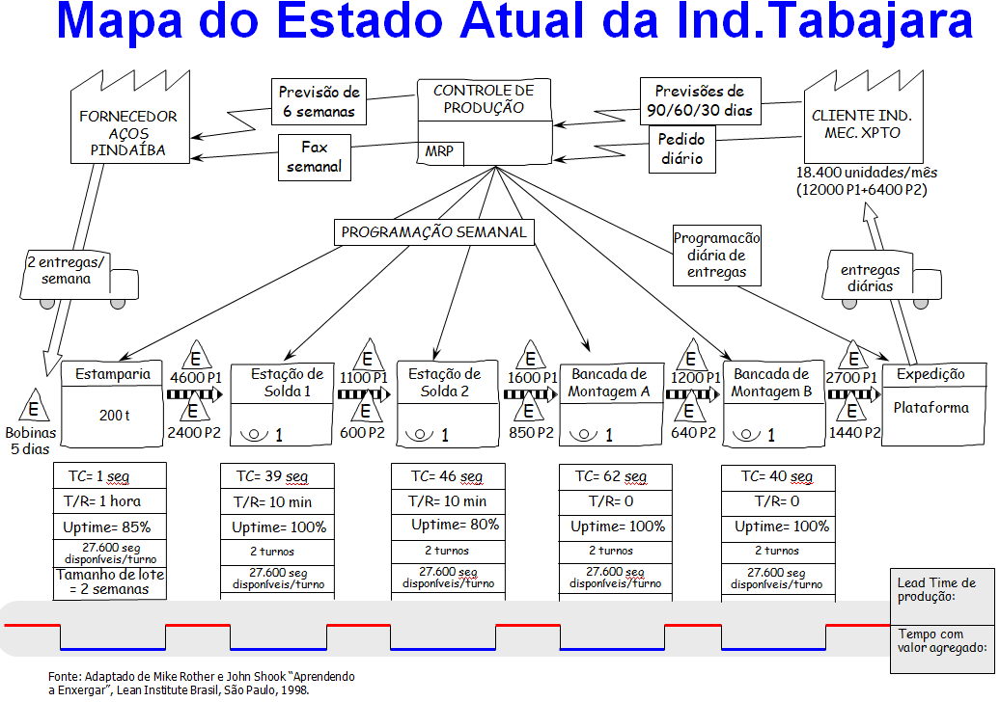 Mapa do Estado Atual da Ind.Tabajara
FORNECEDOR
AÇOS
PINDAÍBA
Previsão de
6 semanas
Fax
semanal
CONTROLE DE
PRODUÇÃO
MRP
Previsões de
90/60/30 dias
Pedido
diário
CLIENTE IND.
MEC. XPTO
18.400 unidades/mês
(12000 P1+6400 P2)
PROGRAMAÇÃO SEMANAL
Programacão
diária de
entregas
2 entregas/
semana
entregas
diárias
E
Bobinas
5 dias
Estamparia
200 t
E
4600 P1
E
2400 P2
Estação de
Solda 1
1
E
1100 P1
E
600 P2
Estação de
Solda 2
1
E
1600 P1
E
850 P2
Bancada de
Montagem A
1
E
1200 P1
E
640 P2
Bancada de
Montagem B
1
E
2700 P1
E
1440 P2
Expedição
Plataforma
TC= 1 seg
T/R= 1 hora
Uptime= 85%
27.600 seg
disponíveis/turno
Tamanho de lote
= 2 semanas
TC= 39 seg
T/R= 10 min
Uptime= 100%
2 turnos
27.600 seg
disponíveis/turno
TC= 46 seg
T/R= 10 min
Uptime= 80%
2 turnos
27.600 seg
disponíveis/turno
TC= 62 seg
T/R= 0
Uptime= 100%
2 turnos
27.600 seg
disponíveis/turno
TC= 40 seg
T/R= 0
Uptime= 100%
2 turnos
27.600 seg
disponíveis/turno
Lead Time de
produção:
Tempo com
valor agregado:
Fonte: Adaptado de Mike Rother e John Shook “Aprendendo
a Enxergar”, Lean Institute Brasil, São Paulo, 1998.